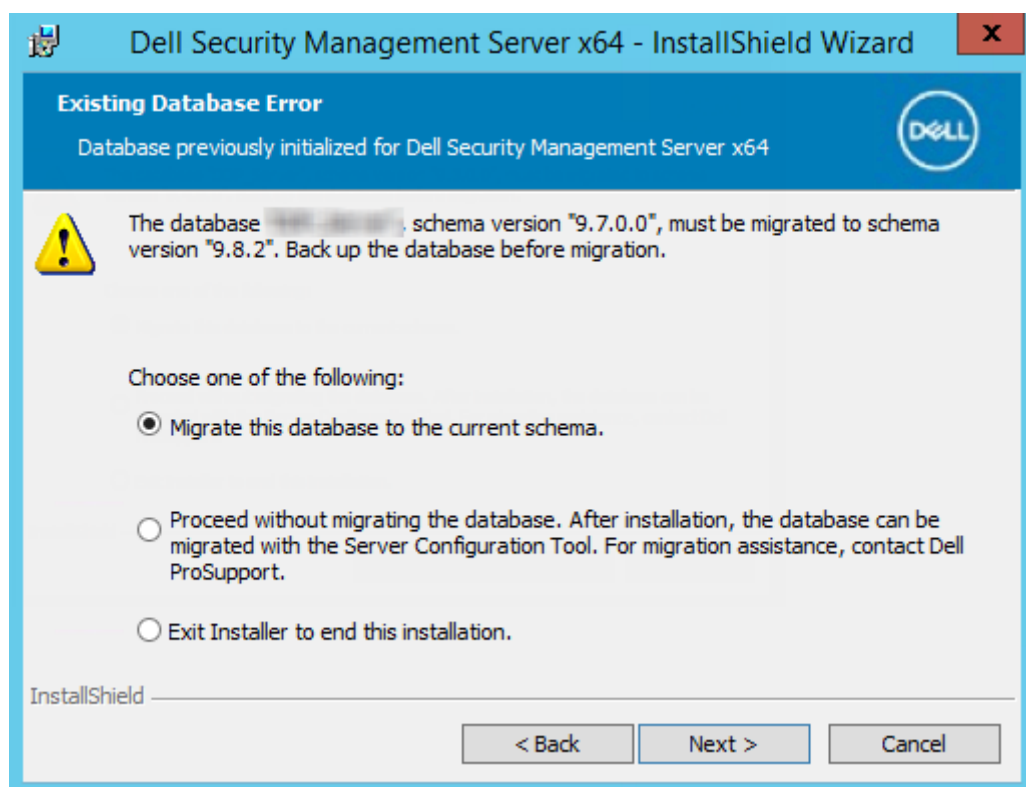 Dell Security Management Server x64 - InstallShield Wizard
x
Existing Database Error
Database previously initialized for Dell Security Management Server x64
DELL
The database schema version "9.7.0.0", must be migrated to schema
version "9.8.2". Back up the database before migration.
Choose one of the following:
Migrate this database to the current schema.
Proceed without migrating the database. After installation, the database can be
migrated with the Server Configuration Tool. For migration assistance, contact Dell
ProSupport.
Exit Installer to end this installation.
InstallShield
< Back
Next >
Cancel